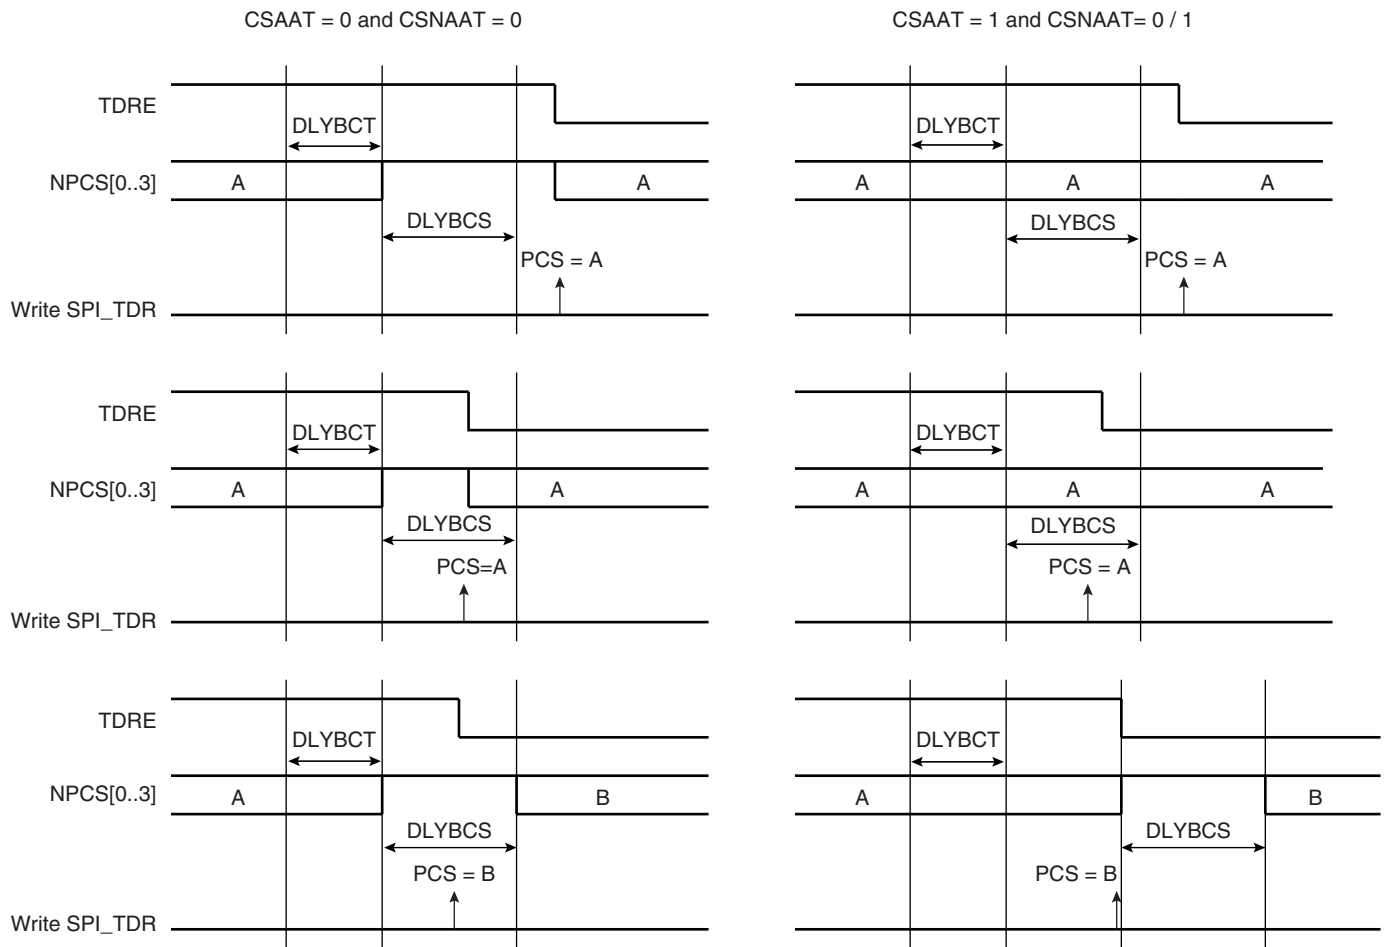 CSAAT = 0 and CSNAAT = 0
CSAAT = 1 and CSNAAT= 0 / 1
TDRE
DLYBCT
DLYBCT
NPCS[0..3]
A
A
A
A
A
DLYBCS
DLYBCS
PCS = A
PCS = A
Write SPI_TDR
TDRE
DLYBCT
DLYBCT
NPCS[0..3]
A
A
A
A
A
DLYBCS
DLYBCS
PCS=A
PCS = A
Write SPI_TDR
TDRE
DLYBCT
DLYBCT
NPCS[0..3]
A
B
A
B
DLYBCS
DLYBCS
PCS = B
PCS = B
Write SPI_TDR